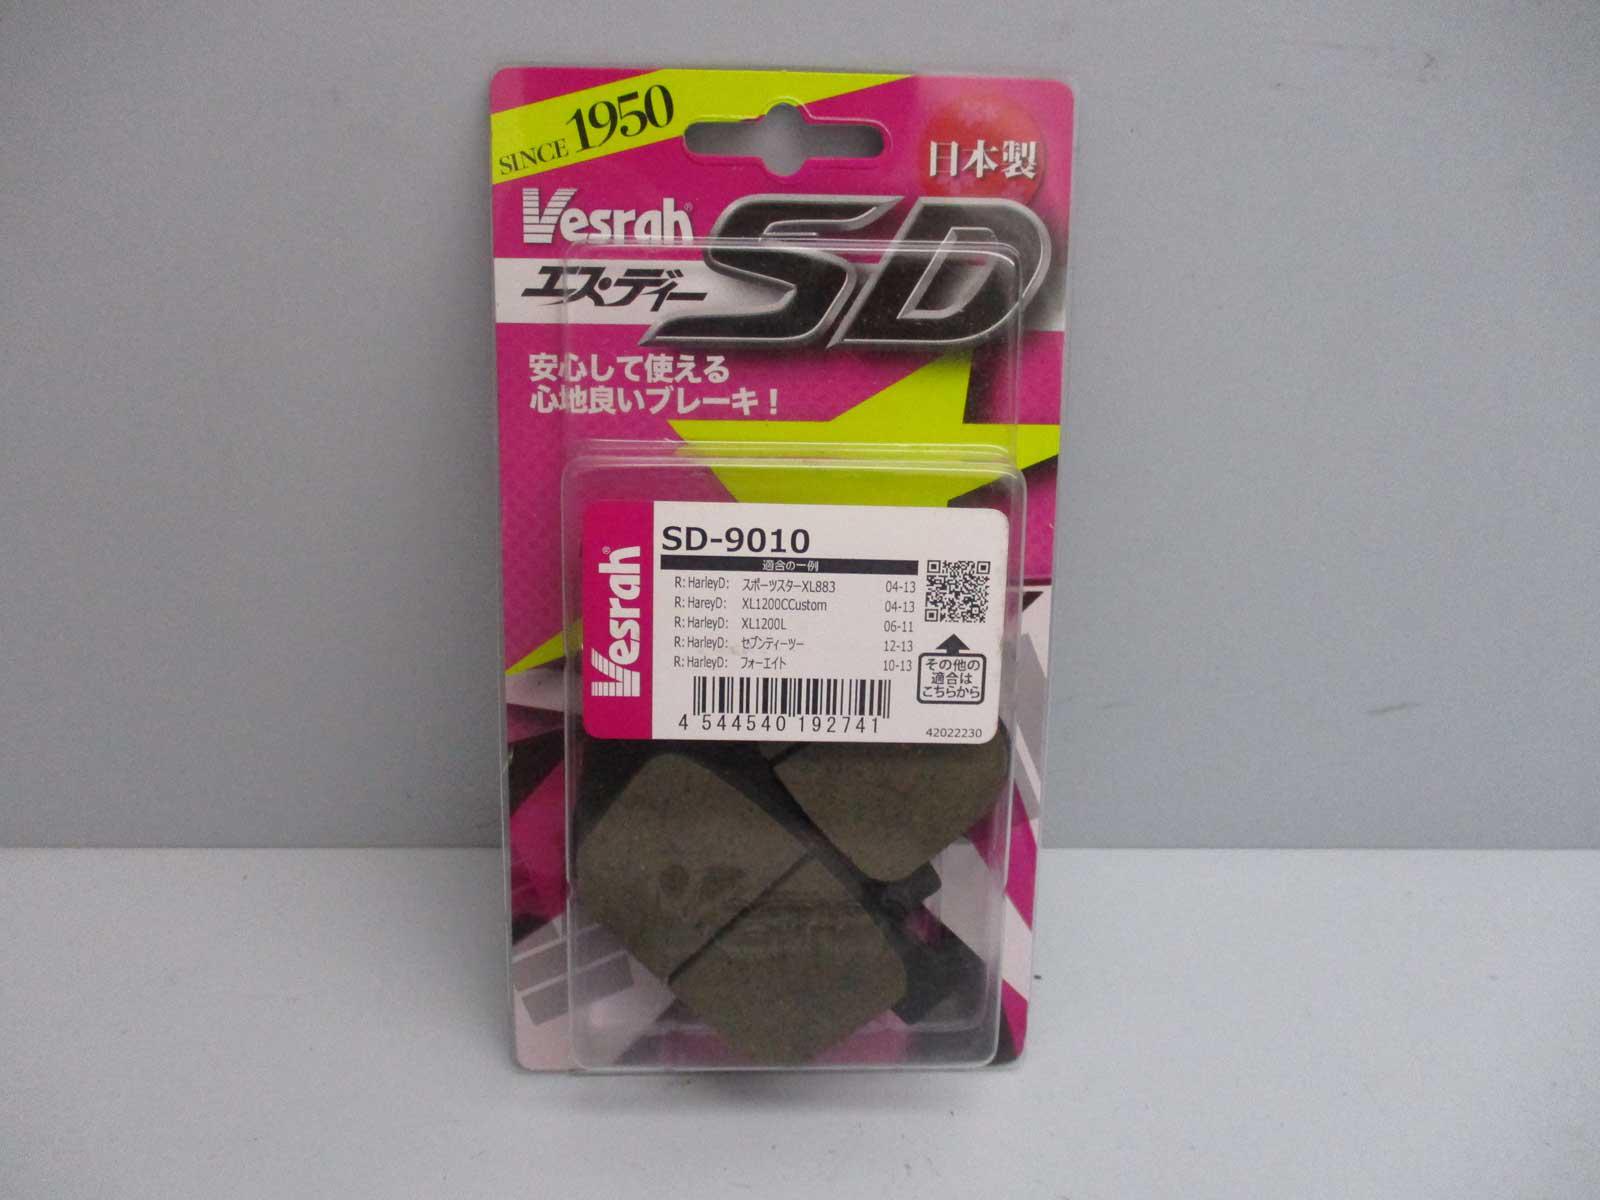 SINCE 1950
日本製
Vesrah®
SD
エス・ディー
安心して使える
心地良いブレーキ！
Vesrah®
SD-9010
適合の一例
R: HarleyD: スポーツスターXL883 04-13
R: HareyD: XL1200CCustom 04-13
R: HarleyD: XL1200L 06-11
R: HarleyD: セブンティーツー 12-13
R: HarleyD: フォーエイト 10-13
その他の
適合は
こちらから
4 544540 192741
42022230